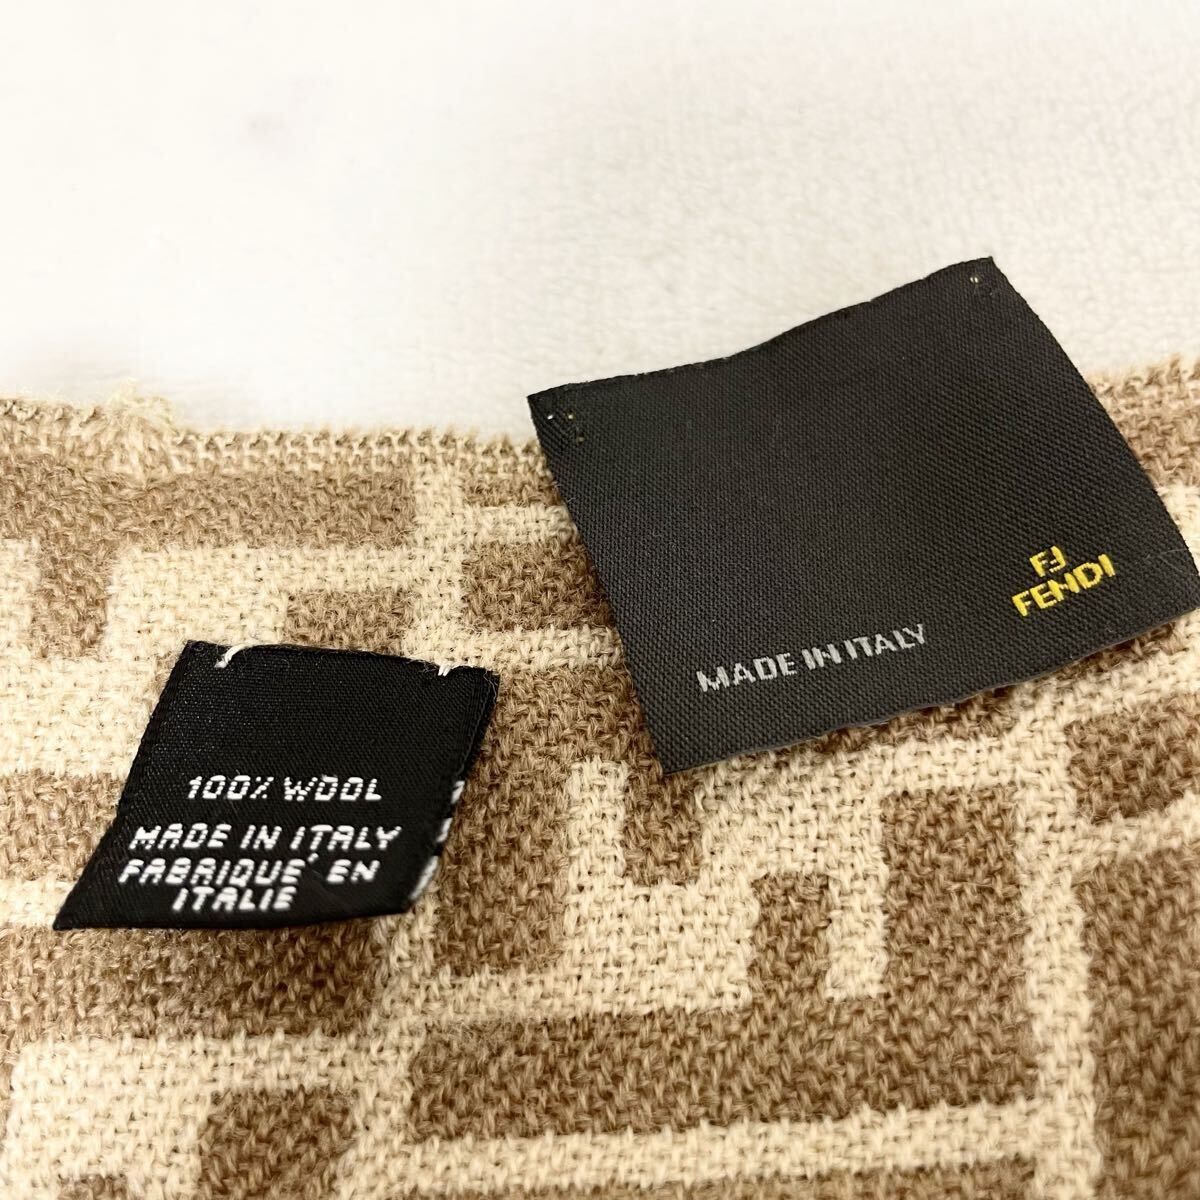 FF
FENDI
MADE IN ITALY
100% WOOL
MADE IN ITALY
FABRIQUE' EN
ITALIE